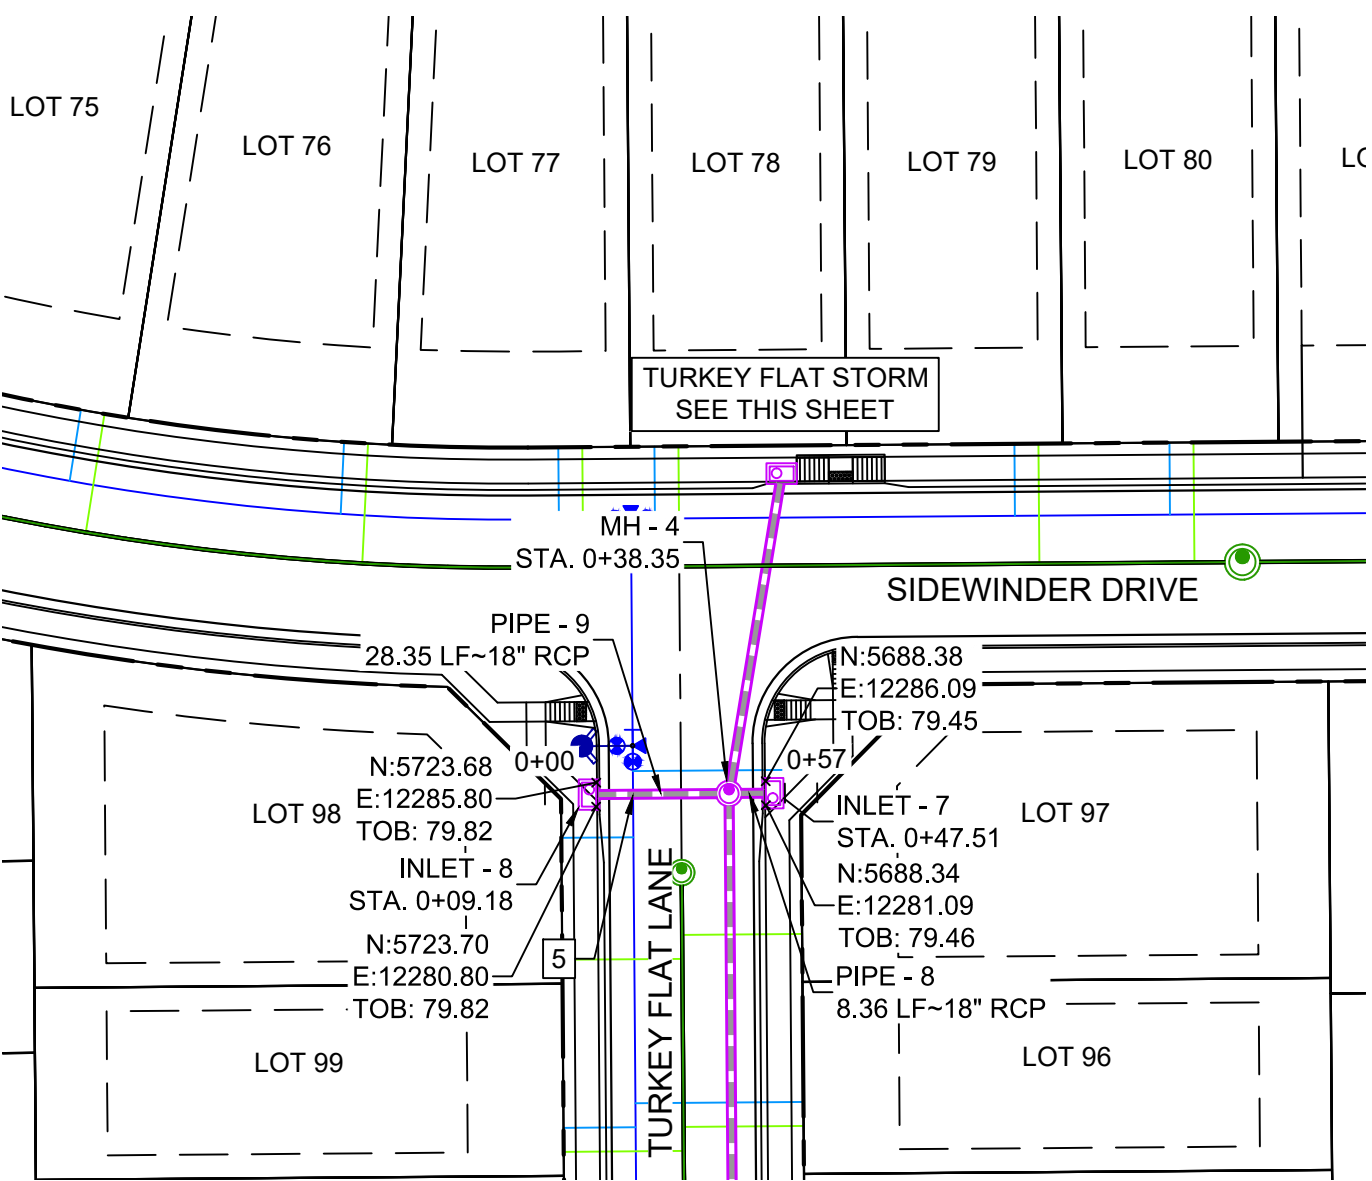 LOT 75
LOT 76
LOT 77
LOT 78
LOT 79
LOT 80
TURKEY FLAT STORM
SEE THIS SHEET
MH - 4
STA. 0+38.35
SIDEWINDER DRIVE
PIPE - 9
28.35 LF~18" RCP
N:5688.38
E:12286.09
TOB: 79.45
0+00
0+57
N:5723.68
E:12285.80
TOB: 79.82
LOT 98
INLET - 7
STA. 0+47.51
LOT 97
INLET - 8
STA. 0+09.18
N:5688.34
E:12281.09
TOB: 79.46
N:5723.70
E:12280.80
TOB: 79.82
5
PIPE - 8
8.36 LF~18" RCP
TURKEY FLAT LANE
LOT 99
LOT 96